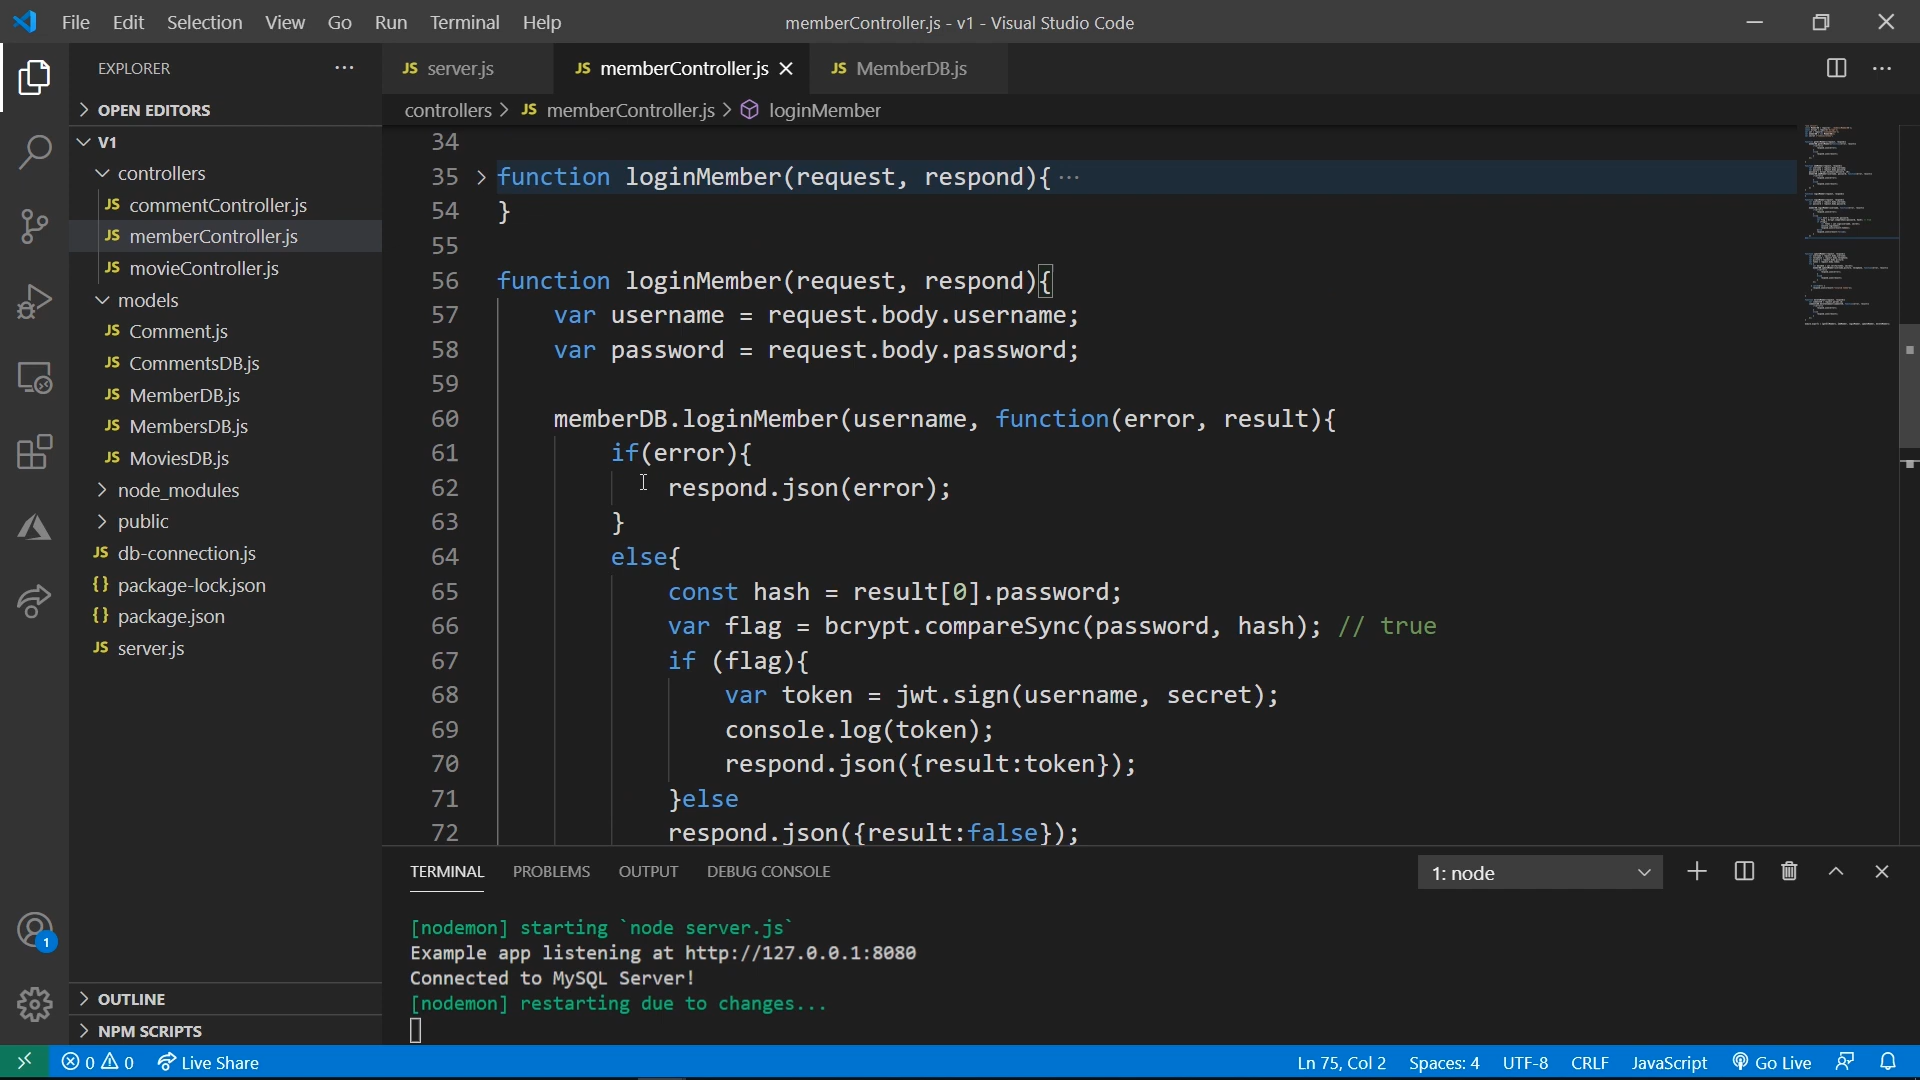 File Edit Selection View Go Run Terminal Help
memberController.js - v1 - Visual Studio Code
EXPLORER
OPEN EDITORS
V1
controllers
JS commentController.js
JS memberController.js
JS movieController.js
models
JS Comment.js
JS CommentsDB.js
JS MemberDB.js
JS MembersDB.js
JS MoviesDB.js
node_modules
public
JS db-connection.js
{} package-lock.json
{} package.json
JS server.js
OUTLINE
NPM SCRIPTS
1
JS server.js
JS memberController.js
JS MemberDB.js
controllers > JS memberController.js > loginMember
34
35 function loginMember(request, respond){ ...
54 }
55
56 function loginMember(request, respond){
57 var username = request.body.username;
58 var password = request.body.password;
59
60 memberDB.loginMember(username, function(error, result){
61 if(error){
62 respond.json(error);
63 }
64 else{
65 const hash = result[0].password;
66 var flag = bcrypt.compareSync(password, hash); // true
67 if (flag){
68 var token = jwt.sign(username, secret);
69 console.log(token);
70 respond.json({result:token});
71 }else
72 respond.json({result:false});
TERMINAL PROBLEMS OUTPUT DEBUG CONSOLE
1: node
[nodemon] starting `node server.js`
Example app listening at http://127.0.0.1:8080
Connected to MySQL Server!
[nodemon] restarting due to changes...
0 0 Live Share
Ln 75, Col 2 Spaces: 4 UTF-8 CRLF JavaScript Go Live